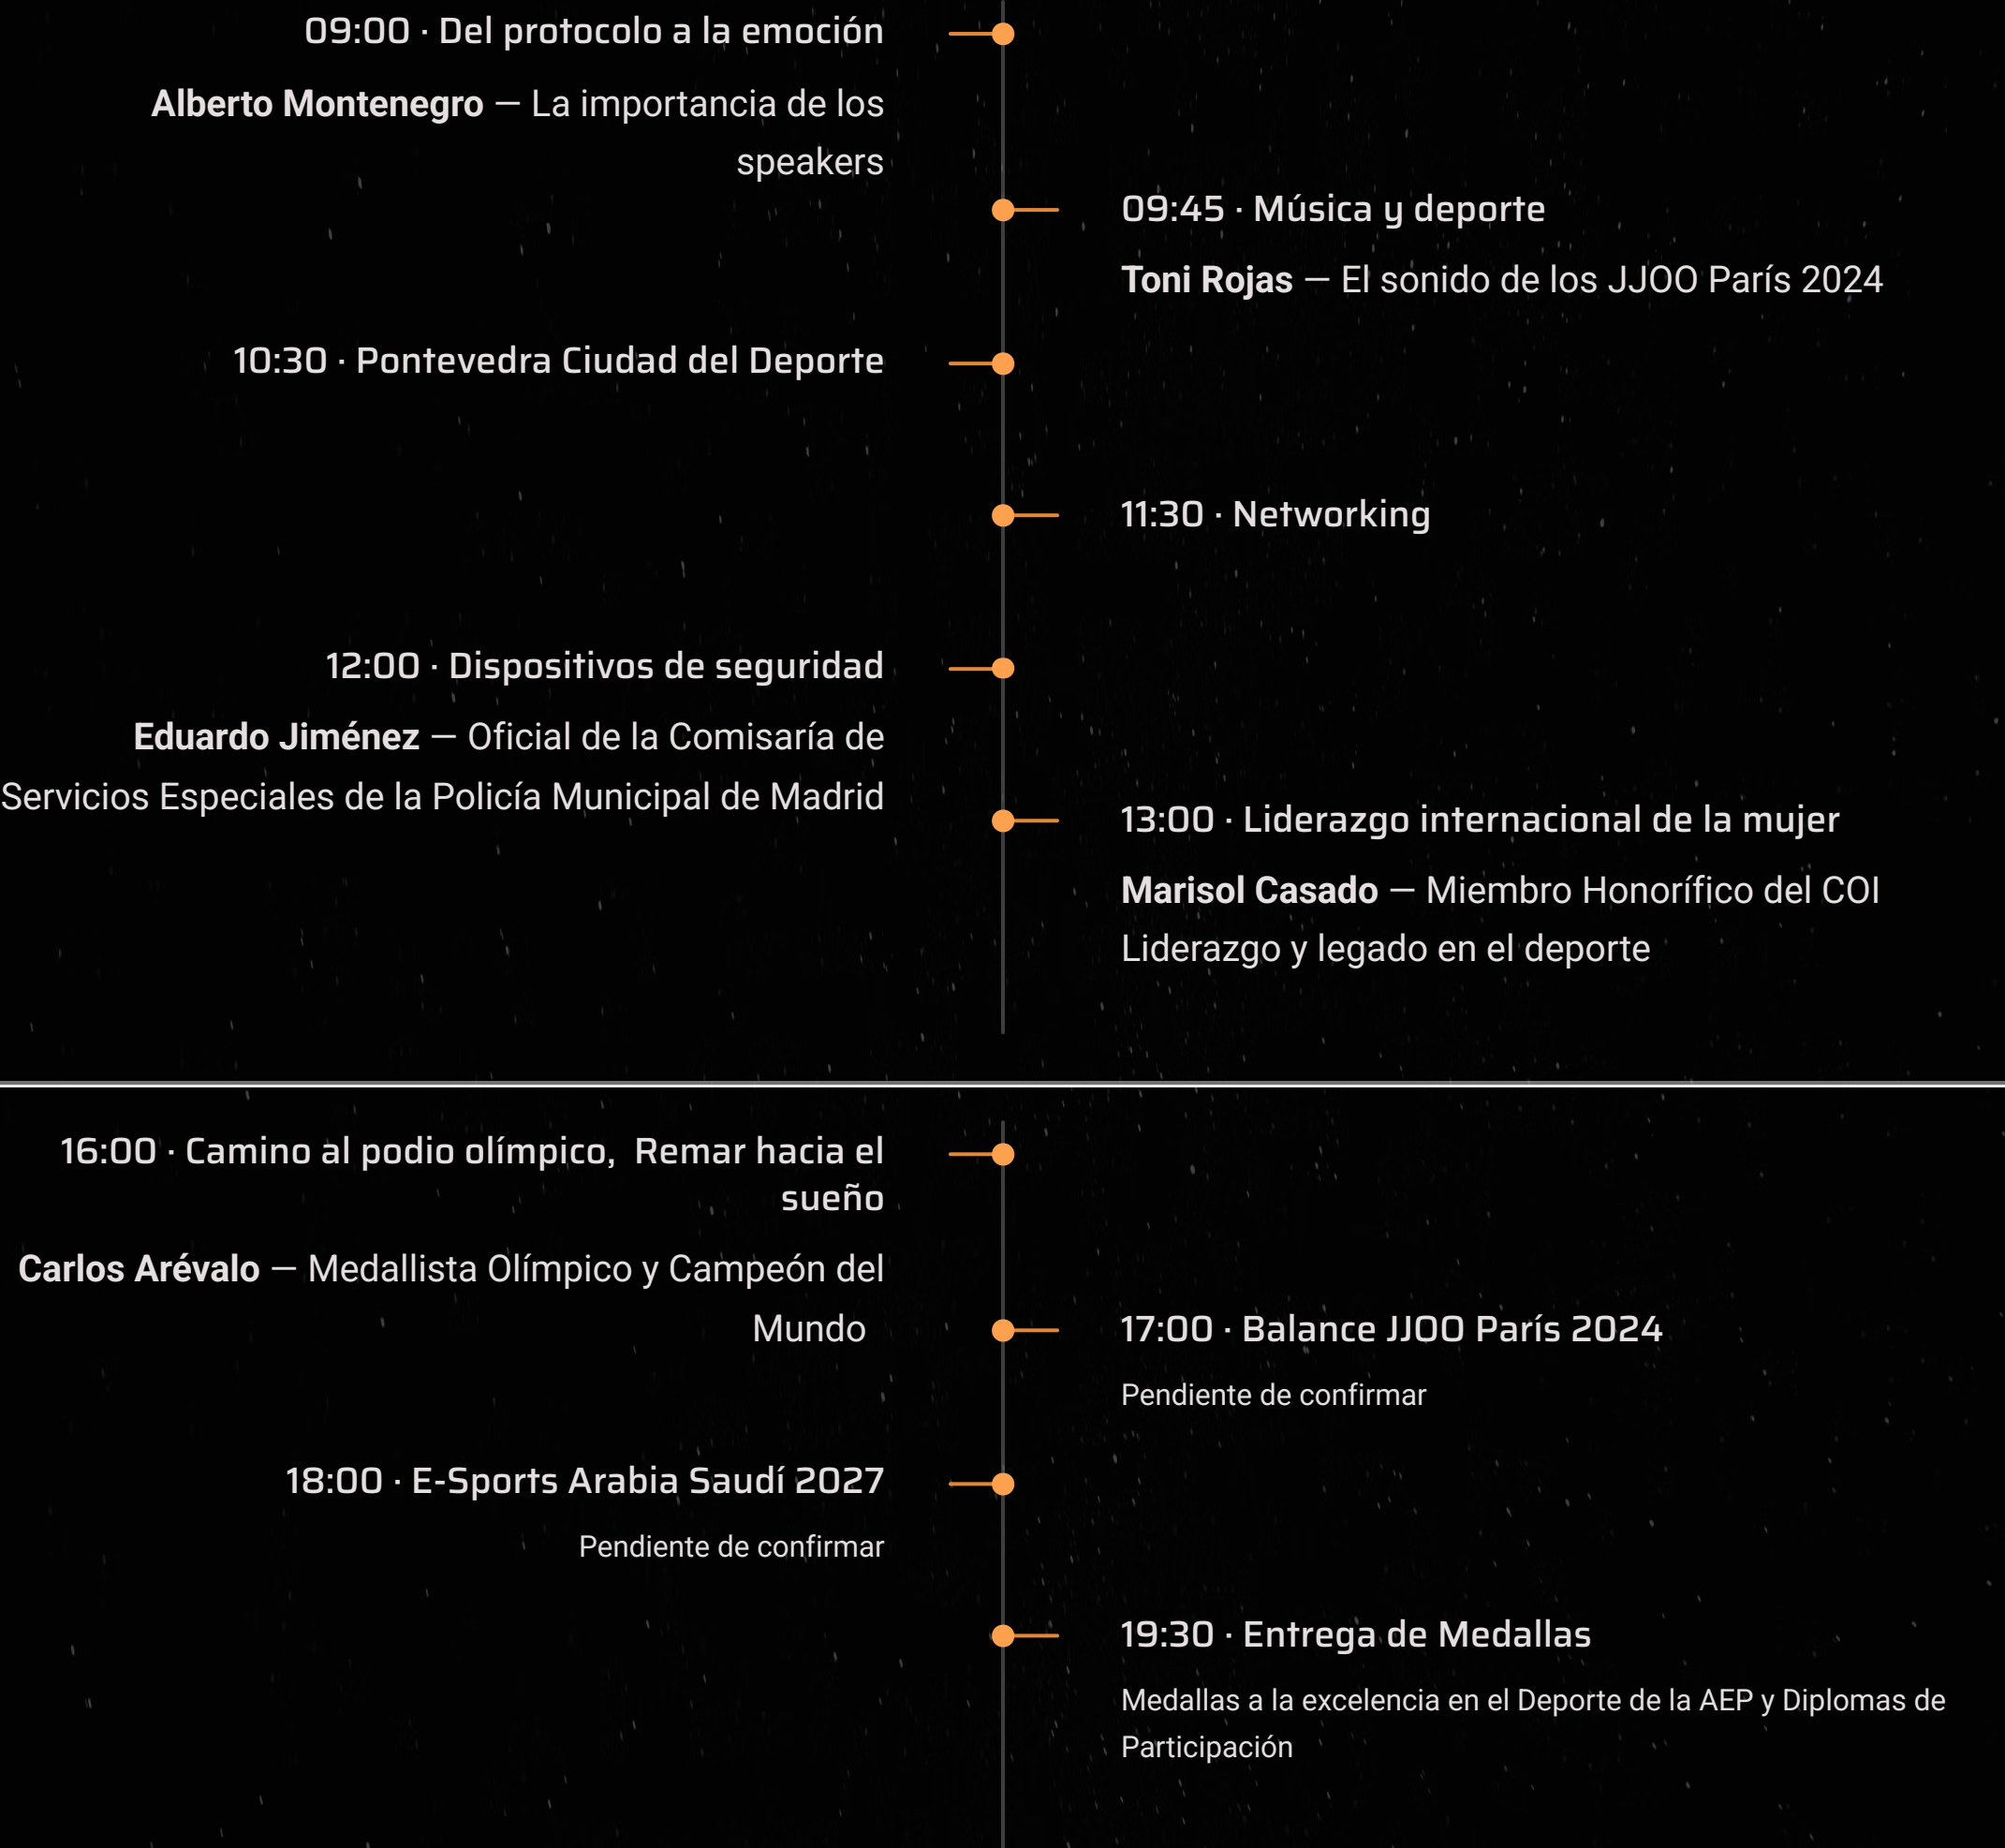 09:00 · Del protocolo a la emoción
Alberto Montenegro — La importancia de los
speakers
09:45 · Música y deporte
Toni Rojas — El sonido de los JJOO París 2024
10:30 · Pontevedra Ciudad del Deporte
11:30 · Networking
12:00 · Dispositivos de seguridad
Eduardo Jiménez — Oficial de la Comisaría de
Servicios Especiales de la Policía Municipal de Madrid
13:00 · Liderazgo internacional de la mujer
Marisol Casado — Miembro Honorífico del COI
Liderazgo y legado en el deporte
16:00 · Camino al podio olímpico,  Remar hacia el
sueño
Carlos Arévalo — Medallista Olímpico y Campeón del
Mundo
17:00 · Balance JJOO París 2024
Pendiente de confirmar
18:00 · E-Sports Arabia Saudí 2027
Pendiente de confirmar
19:30 · Entrega de Medallas
Medallas a la excelencia en el Deporte de la AEP y Diplomas de
Participación